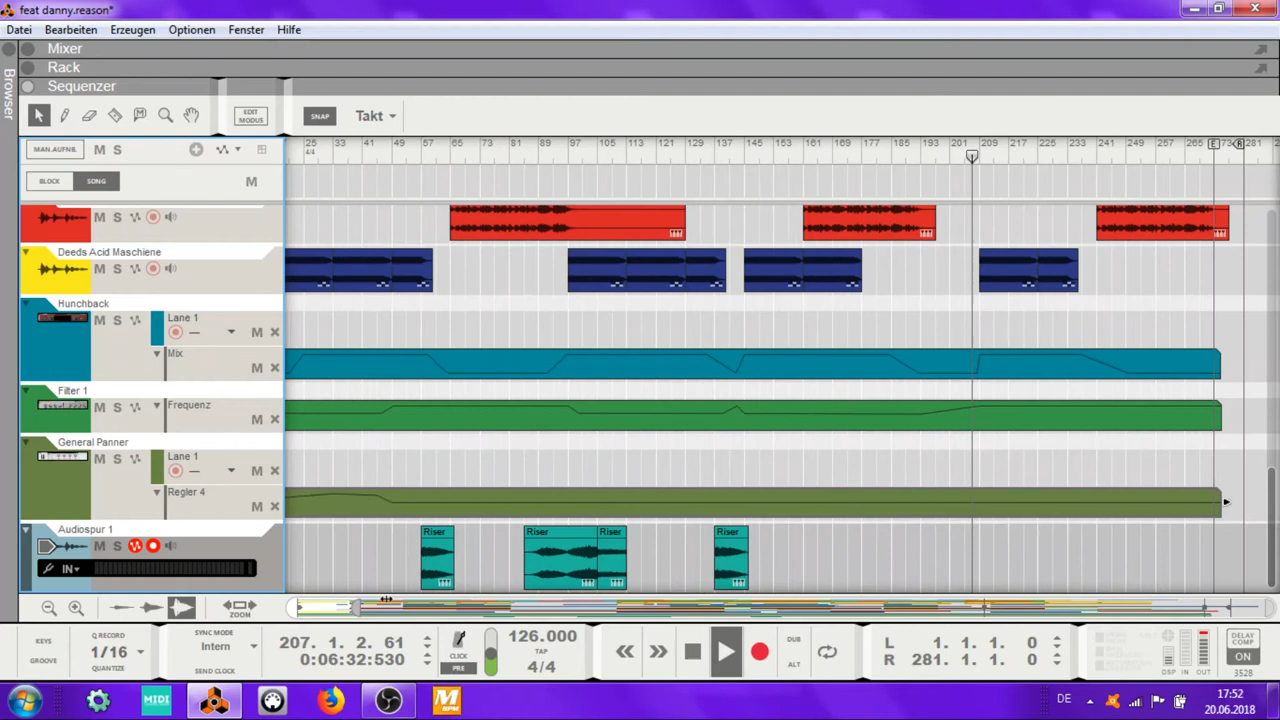 feat danny.reason*
Datei Bearbeiten Erzeugen Optionen Fenster Hilfe
Browser
Mixer
Rack
Sequenzer
EDIT MODUS
SNAP
Takt
MAN.AUFNB. M S
25 33 41 49 57 65 73 81 89 97 105 113 121 129 137 145 153 161 169 177 185 193 201 209 217 225 233 241 249 257 265 73 281
4/4
E R
BLOCK SONG M
M S
Deeds Acid Maschiene
M S
Hunchback
M S
Lane 1
M
Mix
M
Filter 1
M S
Frequenz
M
General Panner
M S
Lane 1
M
Regler 4
M
Audiospur 1
M S
IN
Riser Riser Riser Riser
ZOOM
KEYS
GROOVE
Q RECORD
1/16
QUANTIZE
SYNC MODE
Intern
SEND CLOCK
207. 1. 2. 61
0:06:32:530
CLICK
PRE
126.000
TAP
4/4
DUB
ALT
L 1. 1. 1. 0
R 281. 1. 1. 0
DSP IN OUT
DELAY COMP
ON
3528
MIDI
BPM
DE
17:52
20.06.2018